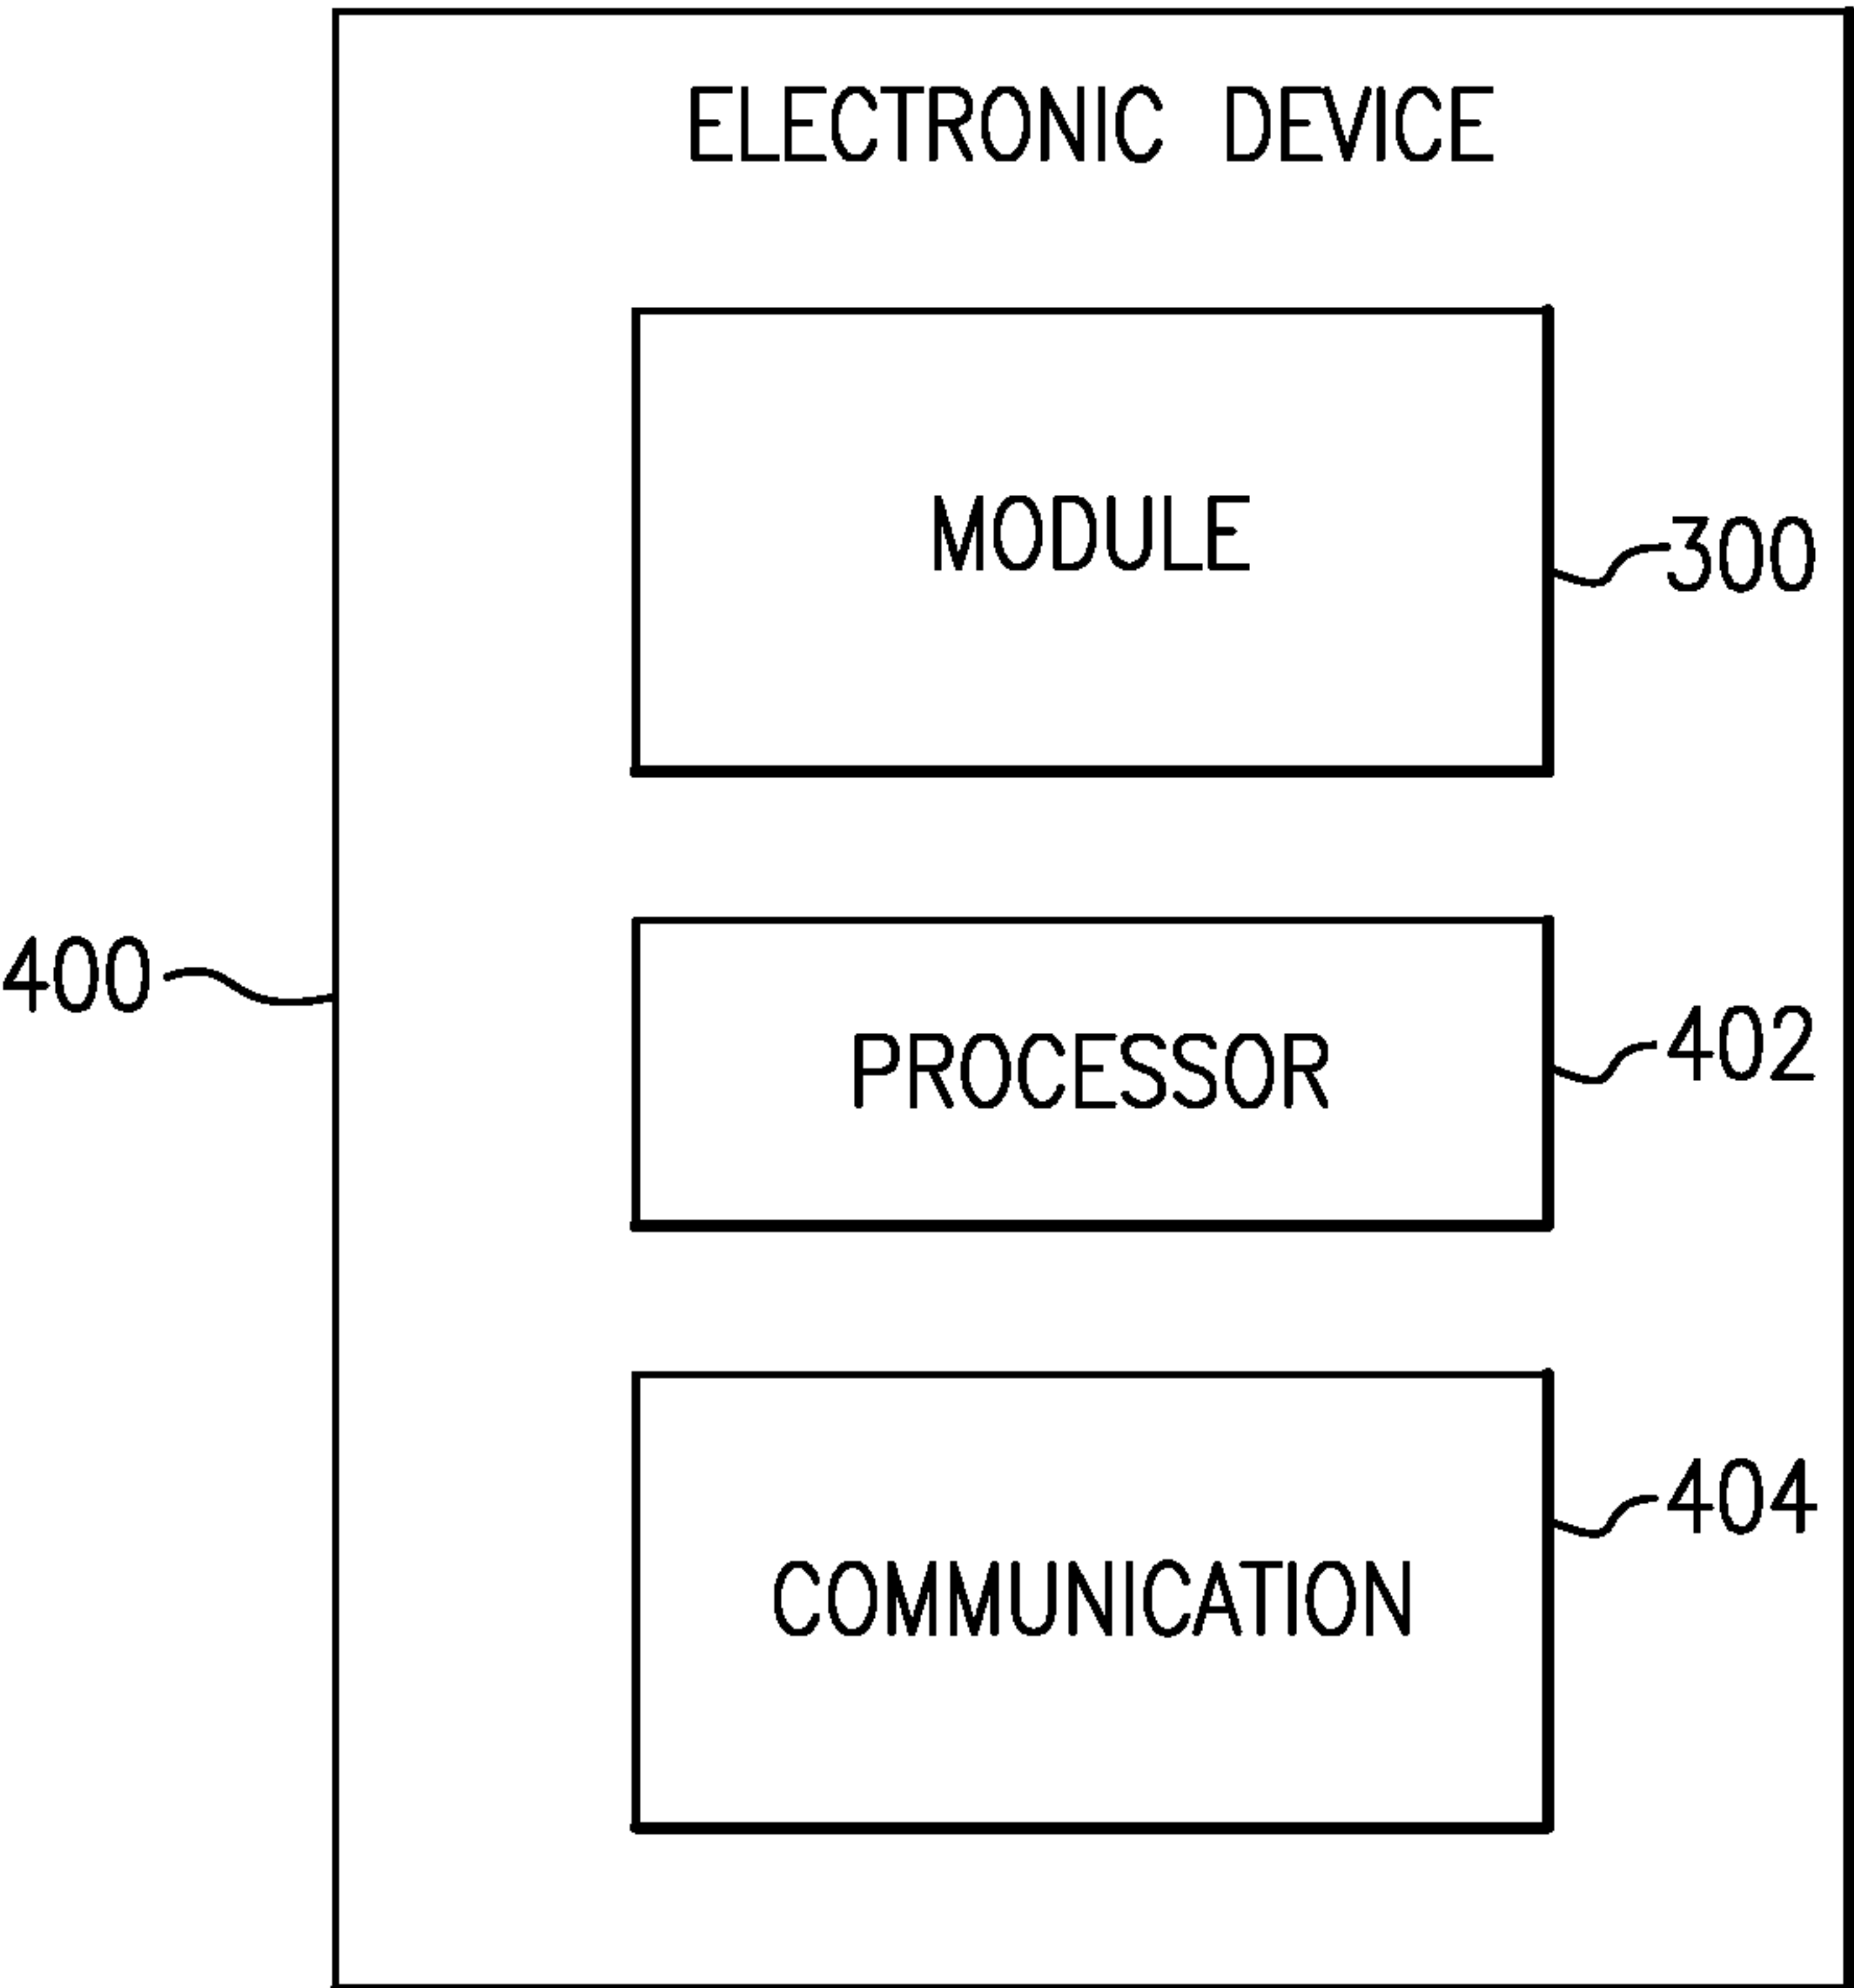 ELECTRONIC DEVICE
MODULE
300
400
PROCESSOR
402
404
COMMUNICATION